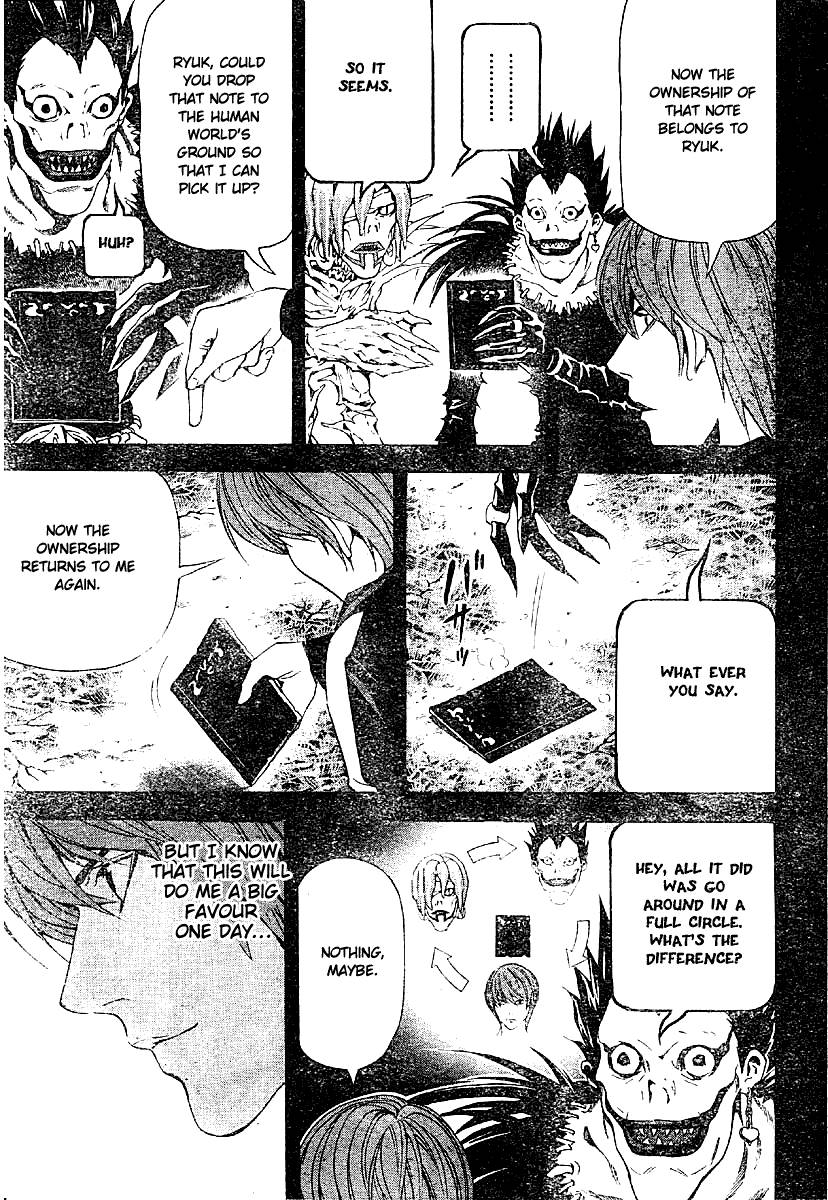 NOW THE
OWNERSHIP OF
THAT NOTE
BELONGS TO
RYUK.
..........
SO IT
SEEMS.
RYUK, COULD
YOU DROP
THAT NOTE TO
THE HUMAN
WORLD'S
GROUND SO
THAT I CAN
PICK IT UP?
HUH?
WHAT EVER
YOU SAY.
バサ
NOW THE
OWNERSHIP
RETURNS TO ME
AGAIN.
HEY, ALL IT DID
WAS GO
AROUND IN A
FULL CIRCLE.
WHAT'S THE
DIFFERENCE?
NOTHING,
MAYBE.
BUT I KNOW
THAT THIS WILL
DO ME A BIG
FAVOUR
ONE DAY...